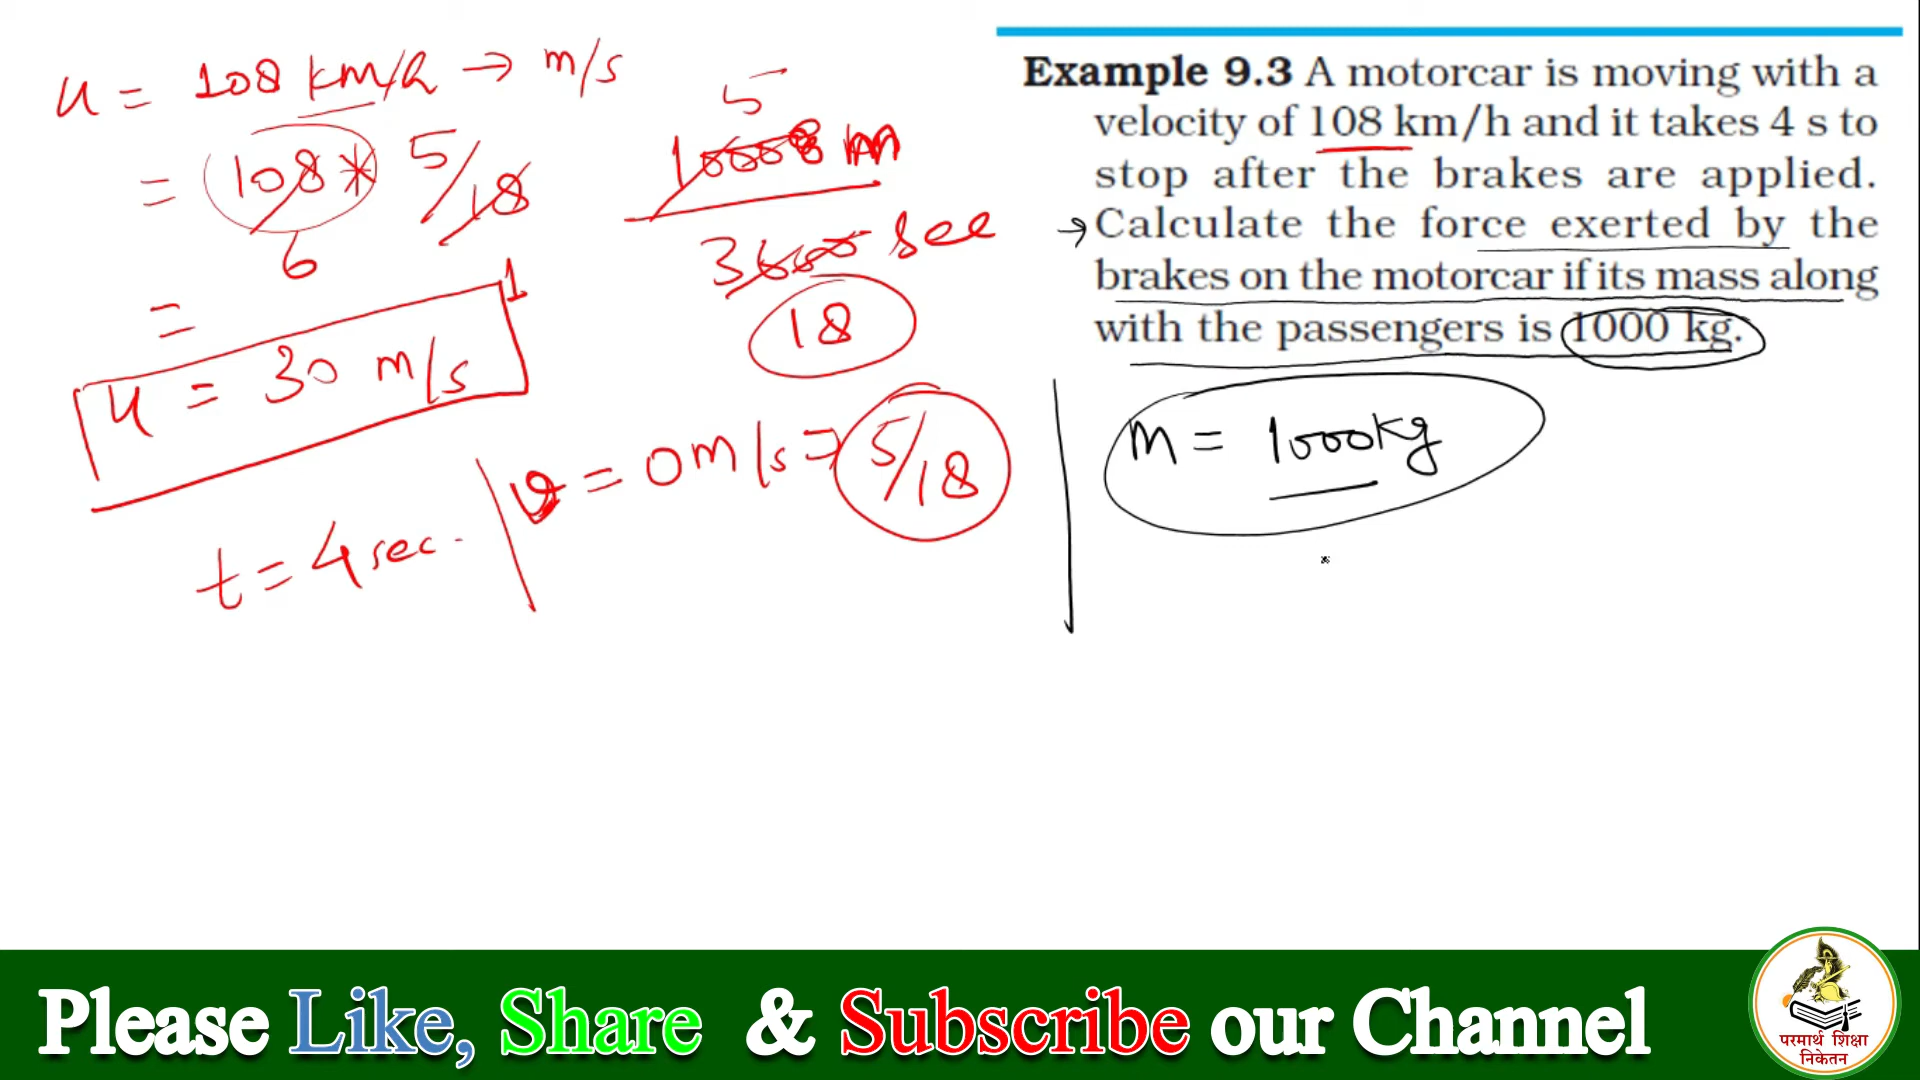 u = 108 km/h → m/s
= 108 * 5/18
6
=
1
u = 30 m/s
t = 4 sec.
5
1000 m
3600 sec
18
v = 0 m/s ⇒ 5/18
Example 9.3 A motorcar is moving with a
velocity of 108 km/h and it takes 4 s to
stop after the brakes are applied.
→ Calculate the force exerted by the
brakes on the motorcar if its mass along
with the passengers is 1000 kg.
m = 1000kg
Please Like, Share & Subscribe our Channel
परमार्थ शिक्षा
निकेतन